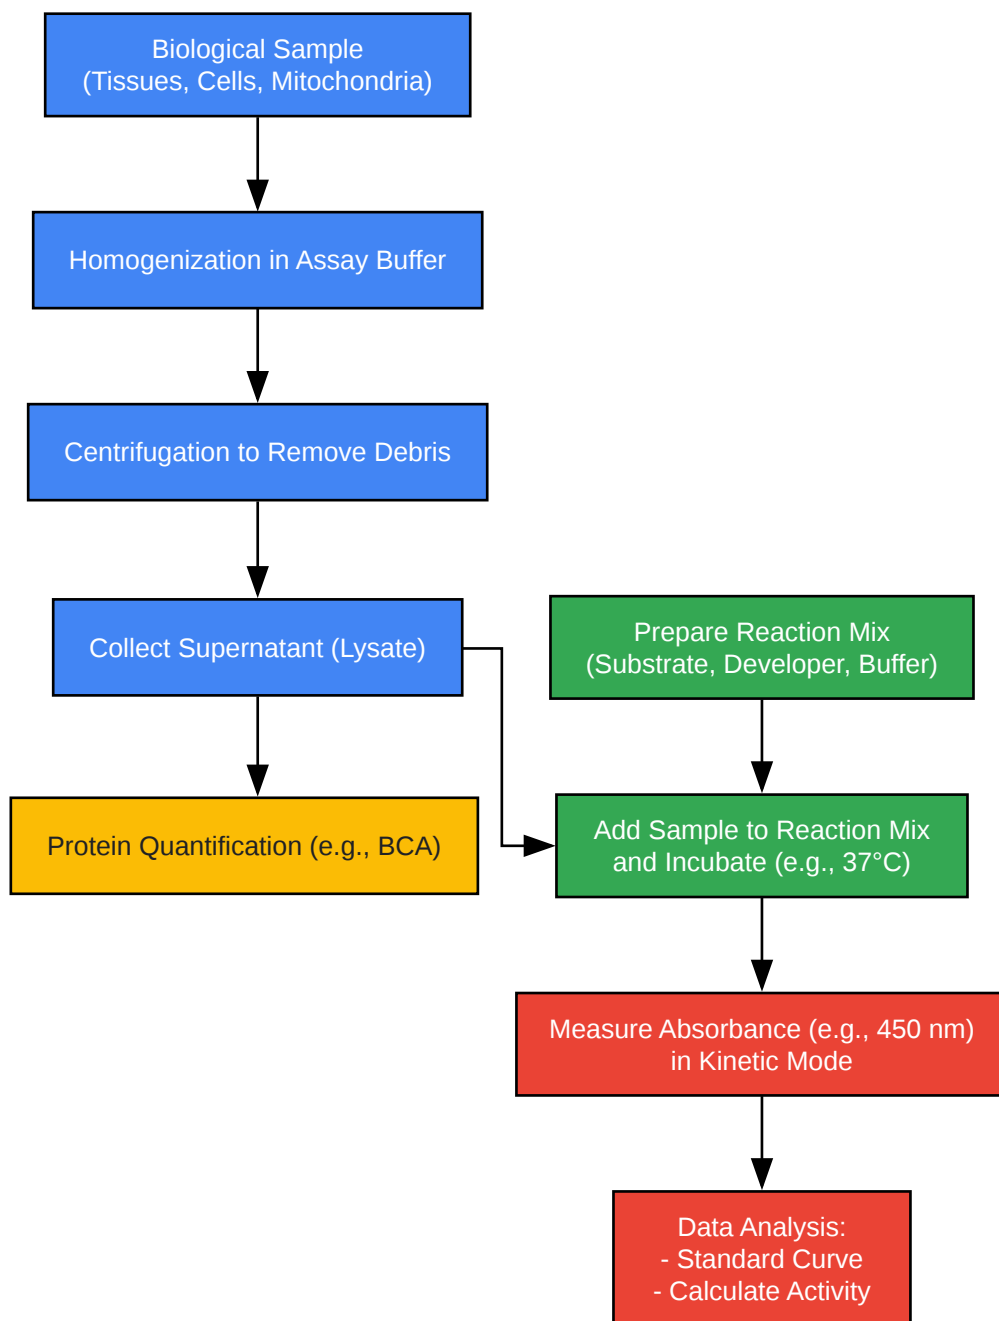 Biological Sample
(Tissues, Cells, Mitochondria)
Homogenization in Assay Buffer
Centrifugation to Remove Debris
Collect Supernatant (Lysate)
Protein Quantification (e.g., BCA)
Prepare Reaction Mix
(Substrate, Developer, Buffer)
Add Sample to Reaction Mix
and Incubate (e.g., 37°C)
Measure Absorbance (e.g., 450 nm)
in Kinetic Mode
Data Analysis:
- Standard Curve
- Calculate Activity